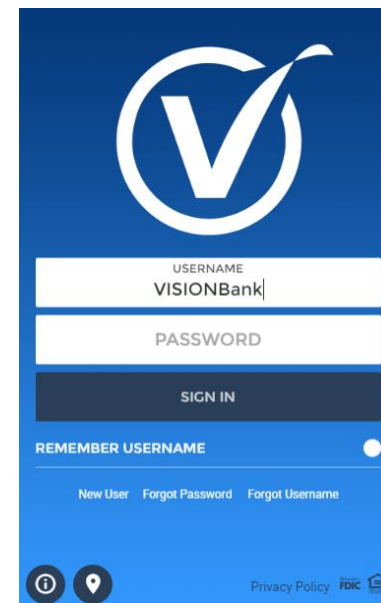 USERNAME
VISIONBank
PASSWORD
SIGN IN
REMEMBER USERNAME
New User Forgot Password Forgot Username
Privacy Policy FDIC